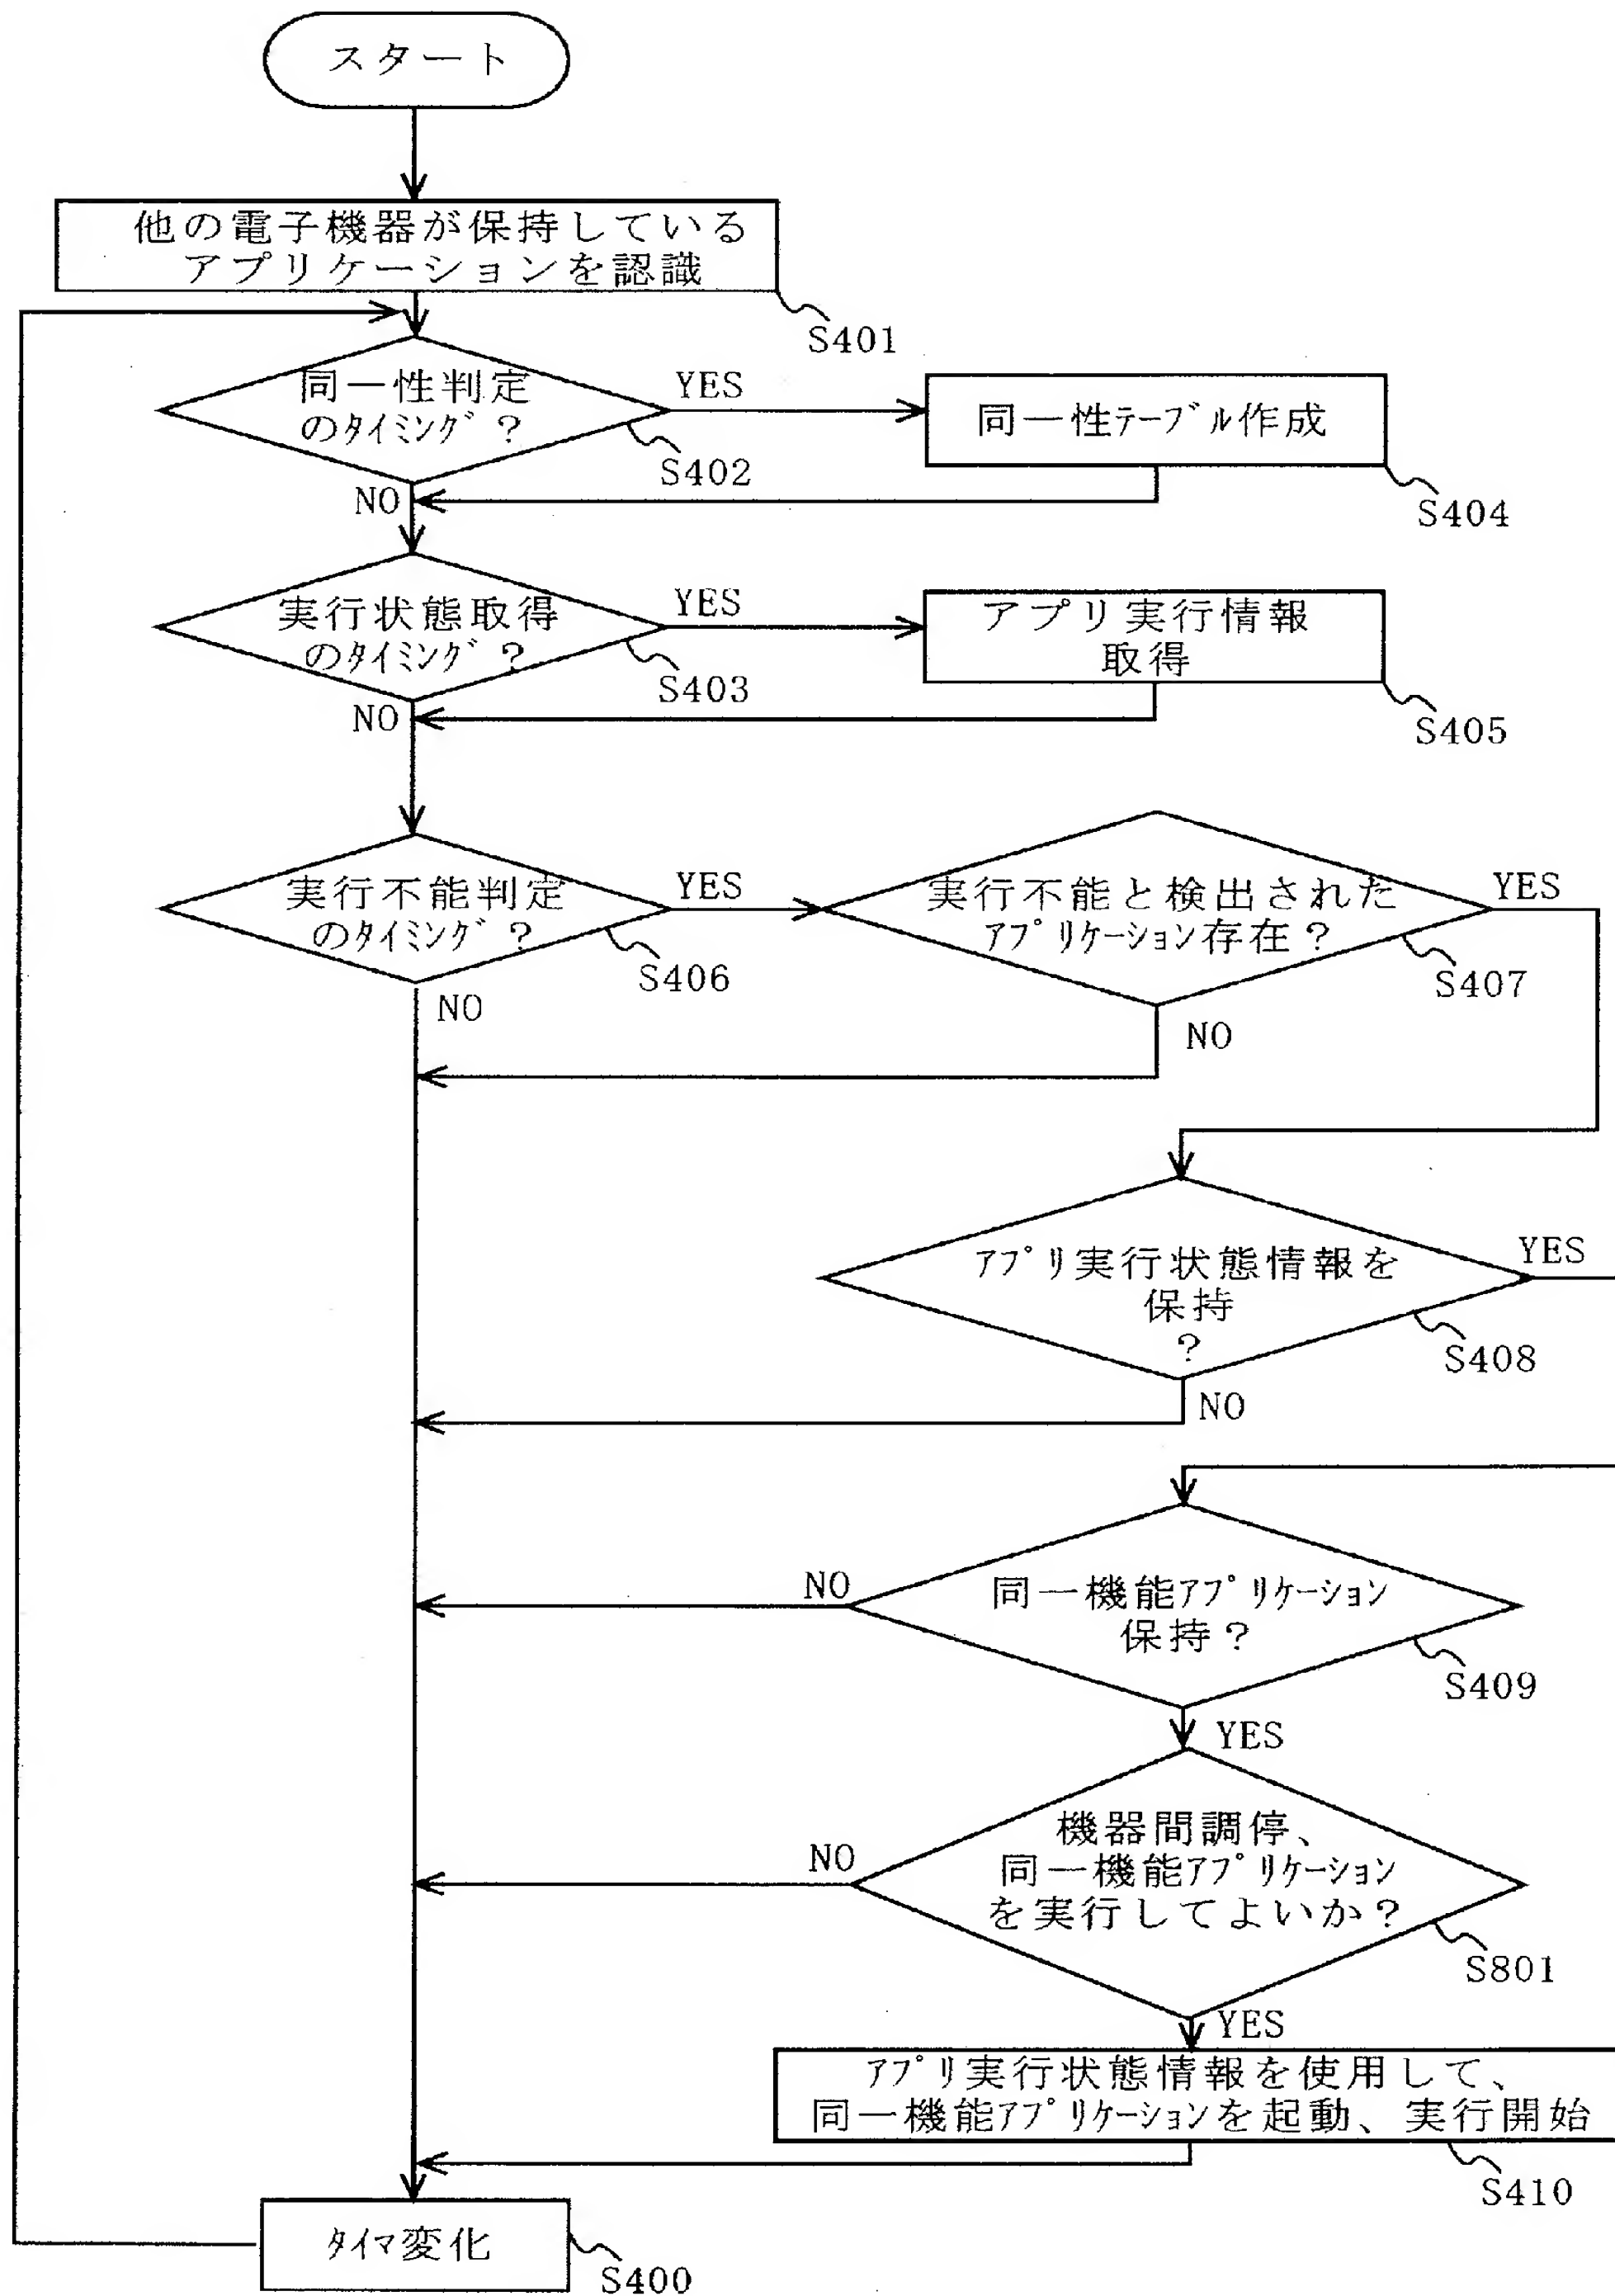 スタート
他の電子機器が保持している
アプリケーションを認識
S401
同一性判定
のタイミング?
YES
S402
NO
同一性テーブル作成
S404
実行状態取得
のタイミング?
YES
S403
NO
アプリ実行情報
取得
S405
実行不能判定
のタイミング?
YES
S406
NO
実行不能と検出された
アプリケーション存在?
YES
S407
NO
アプリ実行状態情報を
保持
?
YES
S408
NO
同一機能アプリケーション
保持?
NO
S409
YES
機器間調停、
同一機能アプリケーション
を実行してよいか?
NO
S801
YES
アプリ実行状態情報を使用して、
同一機能アプリケーションを起動、実行開始
S410
タイマ変化
S400